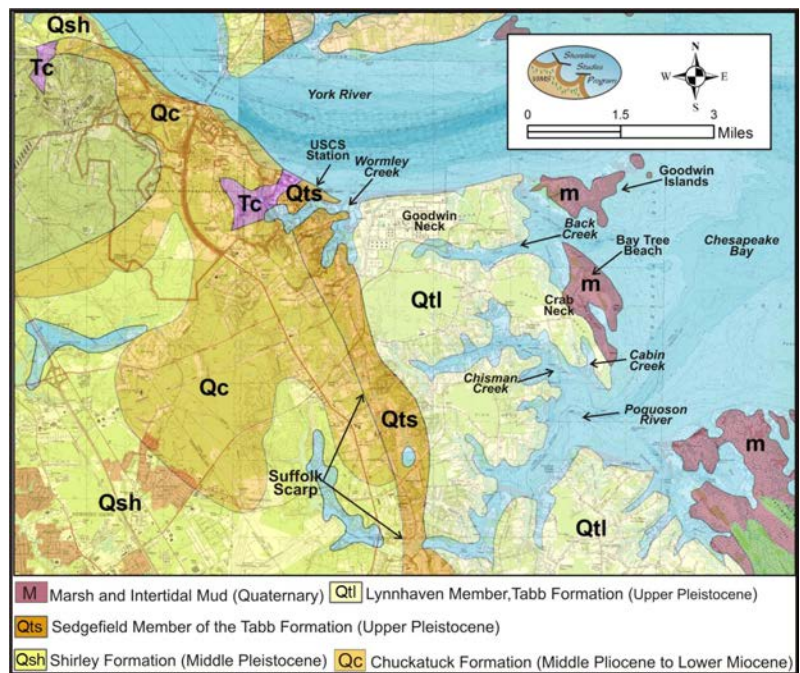 Qsh
Tc
Qc
York River
Shoreline
Studies
Program
VIMS
N
W E
S
0 1.5 3
Miles
USCS
Station
Wormley
Creek
Tc
Qts
Goodwin
Neck
Back
Creek
m
Goodwin
Islands
Bay Tree
Beach
Chesapeake
Bay
m
Qtl
Crab
Neck
Cabin
Creek
Chisman
Creek
Poquoson
River
Qc
Qts
Suffolk
Scarp
m
Qsh
Qtl
M Marsh and Intertidal Mud (Quaternary)
Qtl Lynnhaven Member,Tabb Formation (Upper Pleistocene)
Qts Sedgefield Member of the Tabb Formation (Upper Pleistocene)
Qsh Shirley Formation (Middle Pleistocene)
Qc Chuckatuck Formation (Middle Pliocene to Lower Miocene)